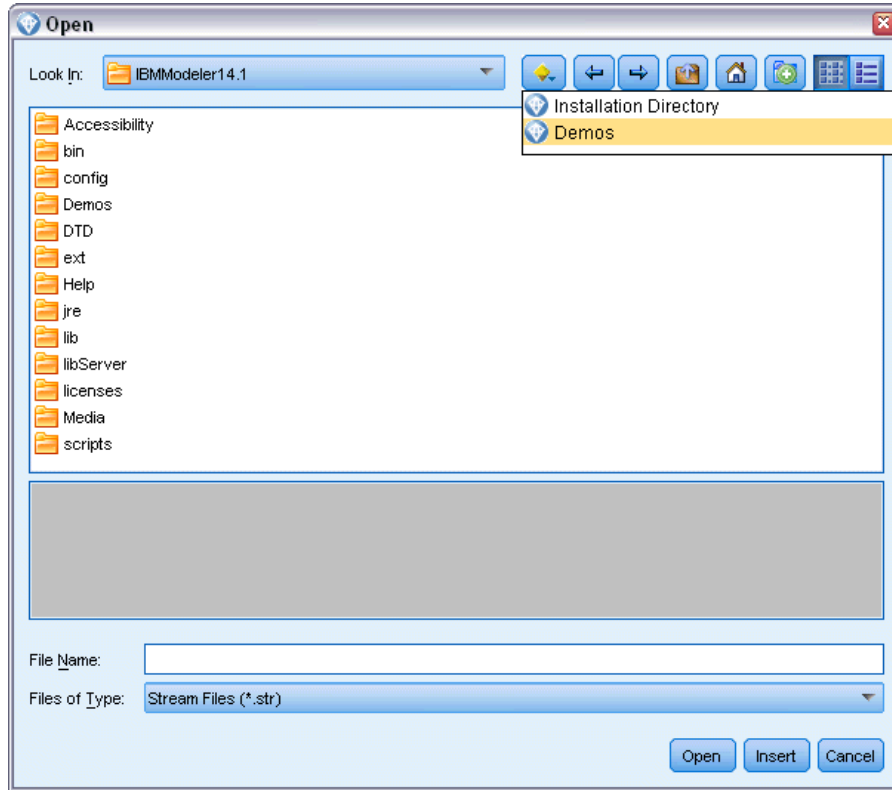 Open
Look In: IBMModeler14.1
Installation Directory
Demos
Accessibility
bin
config
Demos
DTD
ext
Help
jre
lib
libServer
licenses
Media
scripts
File Name:
Files of Type: Stream Files (*.str)
Open Insert Cancel